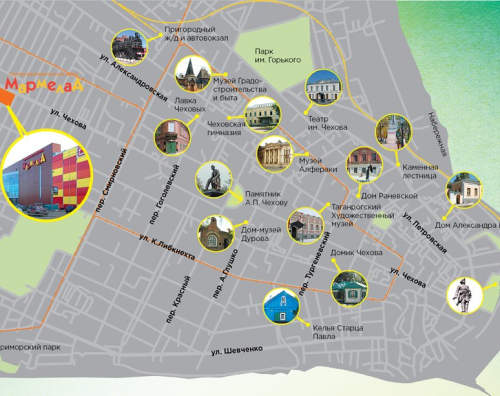 Пригородный
ж/д и автовокзал
Парк
им. Горького
ул. Александровская
Музей Градо-
строительства
и быта
МармелаД
Лавка
Чеховых
Театр
им. Чехова
ул. Чехова
Чеховская
гимназия
Набережная
Музей
Алфераки
Каменная
лестница
пер. Смирновский
пер. Гоголевский
Памятник
А.П. Чехову
Дом Раневской
Таганрогский
Художественный
музей
Дом Александра I
ул. Петровская
Дом-музей
Дурова
ул. К.Либкнехта
Домик Чехова
пер. Тургеневский
ул. Чехова
пер. А.Глушко
пер. Красный
Келья Старца
Павла
ул. Шевченко
риморский парк